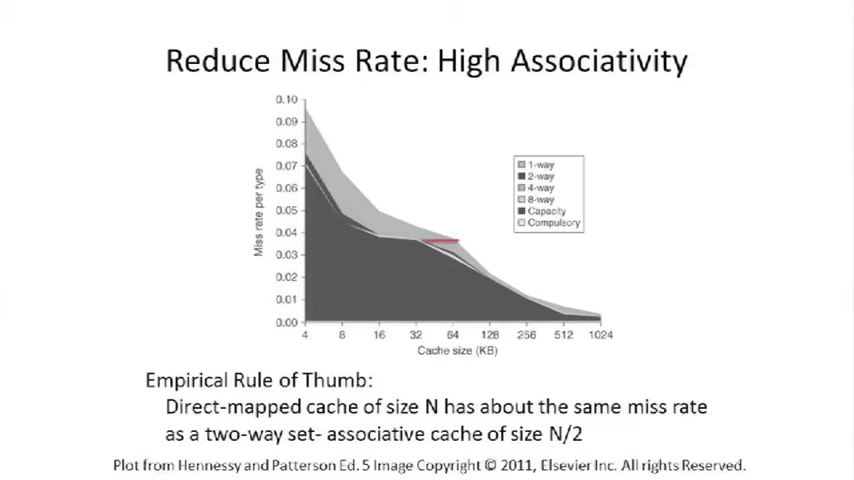 Reduce Miss Rate: High Associativity
0.10
0.09
0.08
0.07
0.06
0.05
0.04
0.03
0.02
0.01
0.00
Miss rate per type
1-way
2-way
4-way
8-way
Capacity
Compulsory
4 8 16 32 64 128 256 512 1024
Cache size (KB)
Empirical Rule of Thumb:
Direct-mapped cache of size N has about the same miss rate
as a two-way set- associative cache of size N/2
Plot from Hennessy and Patterson Ed. 5 Image Copyright © 2011, Elsevier Inc. All rights Reserved.